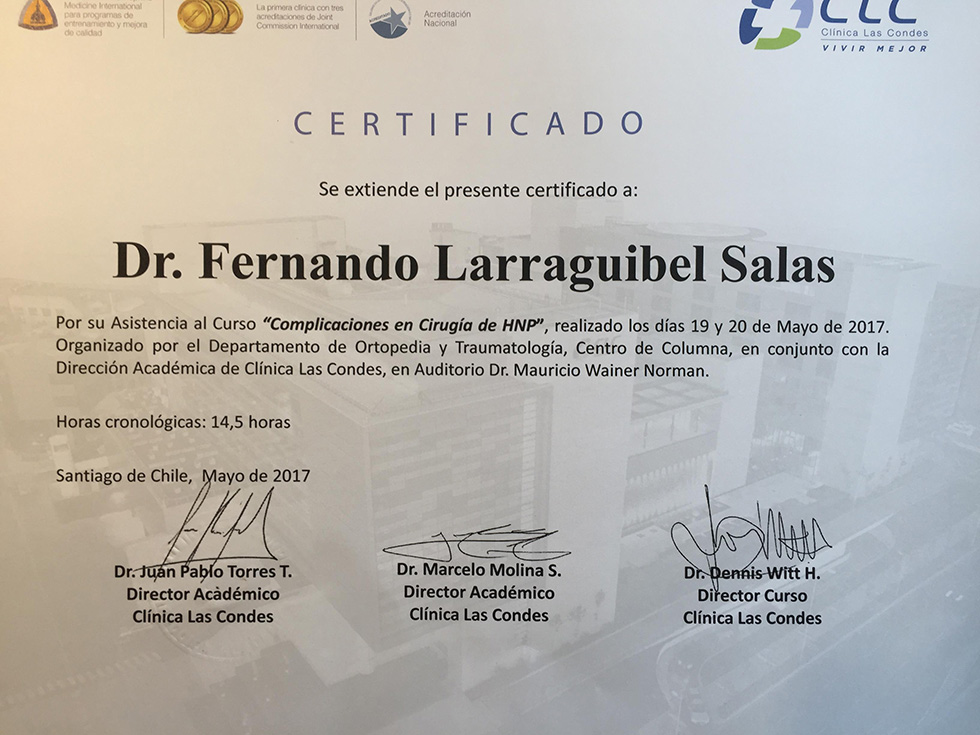 Medicine International
para programas de
entrenamiento y mejora
de calidad
La primera clínica con tres
acreditaciones de Joint
Commission International
Acreditación
Nacional
CLC
Clínica Las Condes
VIVIR MEJOR
CERTIFICADO
Se extiende el presente certificado a:
Dr. Fernando Larraguibel Salas
Por su Asistencia al Curso “Complicaciones en Cirugía de HNP”, realizado los días 19 y 20 de Mayo de 2017.
Organizado por el Departamento de Ortopedia y Traumatología, Centro de Columna, en conjunto con la
Dirección Académica de Clínica Las Condes, en Auditorio Dr. Mauricio Wainer Norman.
Horas cronológicas: 14,5 horas
Santiago de Chile, Mayo de 2017
Dr. Juan Pablo Torres T.
Director Académico
Clínica Las Condes
Dr. Marcelo Molina S.
Director Académico
Clínica Las Condes
Dr. Dennis Witt H.
Director Curso
Clínica Las Condes